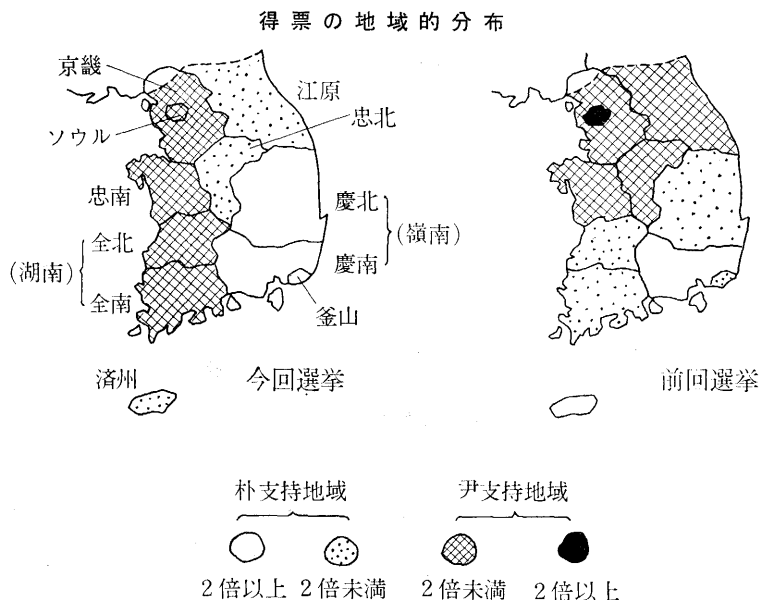 得票の地域的分布
京畿
ソウル
忠南
全北
(湖南)
全南
江原
忠北
慶北
(嶺南)
慶南
釜山
済州
今回選挙
前回選挙
朴支持地域
尹支持地域
2倍以上 2倍未満 2倍未満 2倍以上